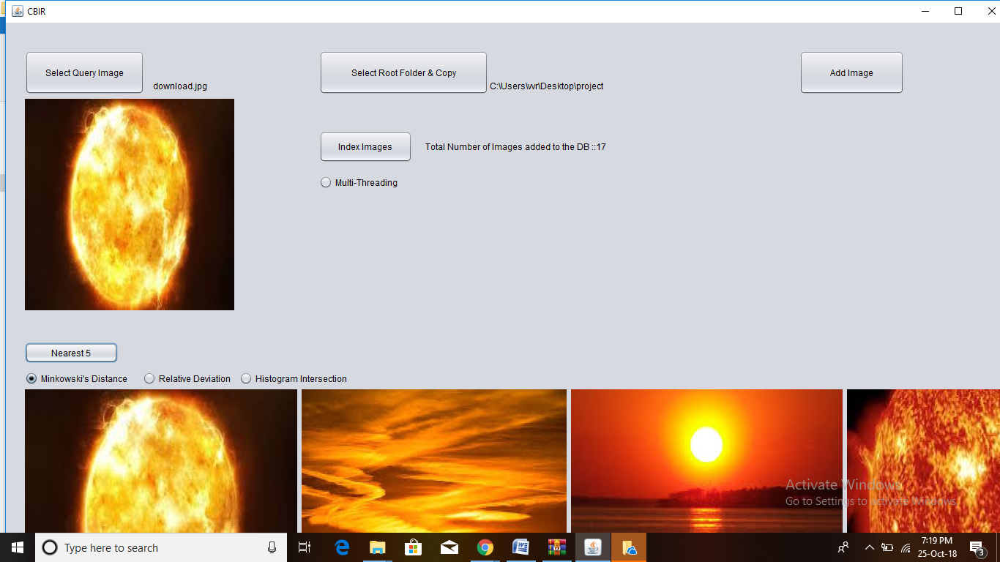 CBIR
Select Query Image
download.jpg
Select Root Folder & Copy
C:\Users\vvr\Desktop\project
Add Image
Index Images
Total Number of Images added to the DB ::17
Multi-Threading
Nearest 5
Minkowski's Distance
Relative Deviation
Histogram Intersection
Activate Windows
Go to Settings to activate Windows.
Type here to search
7:19 PM
25-Oct-18
3